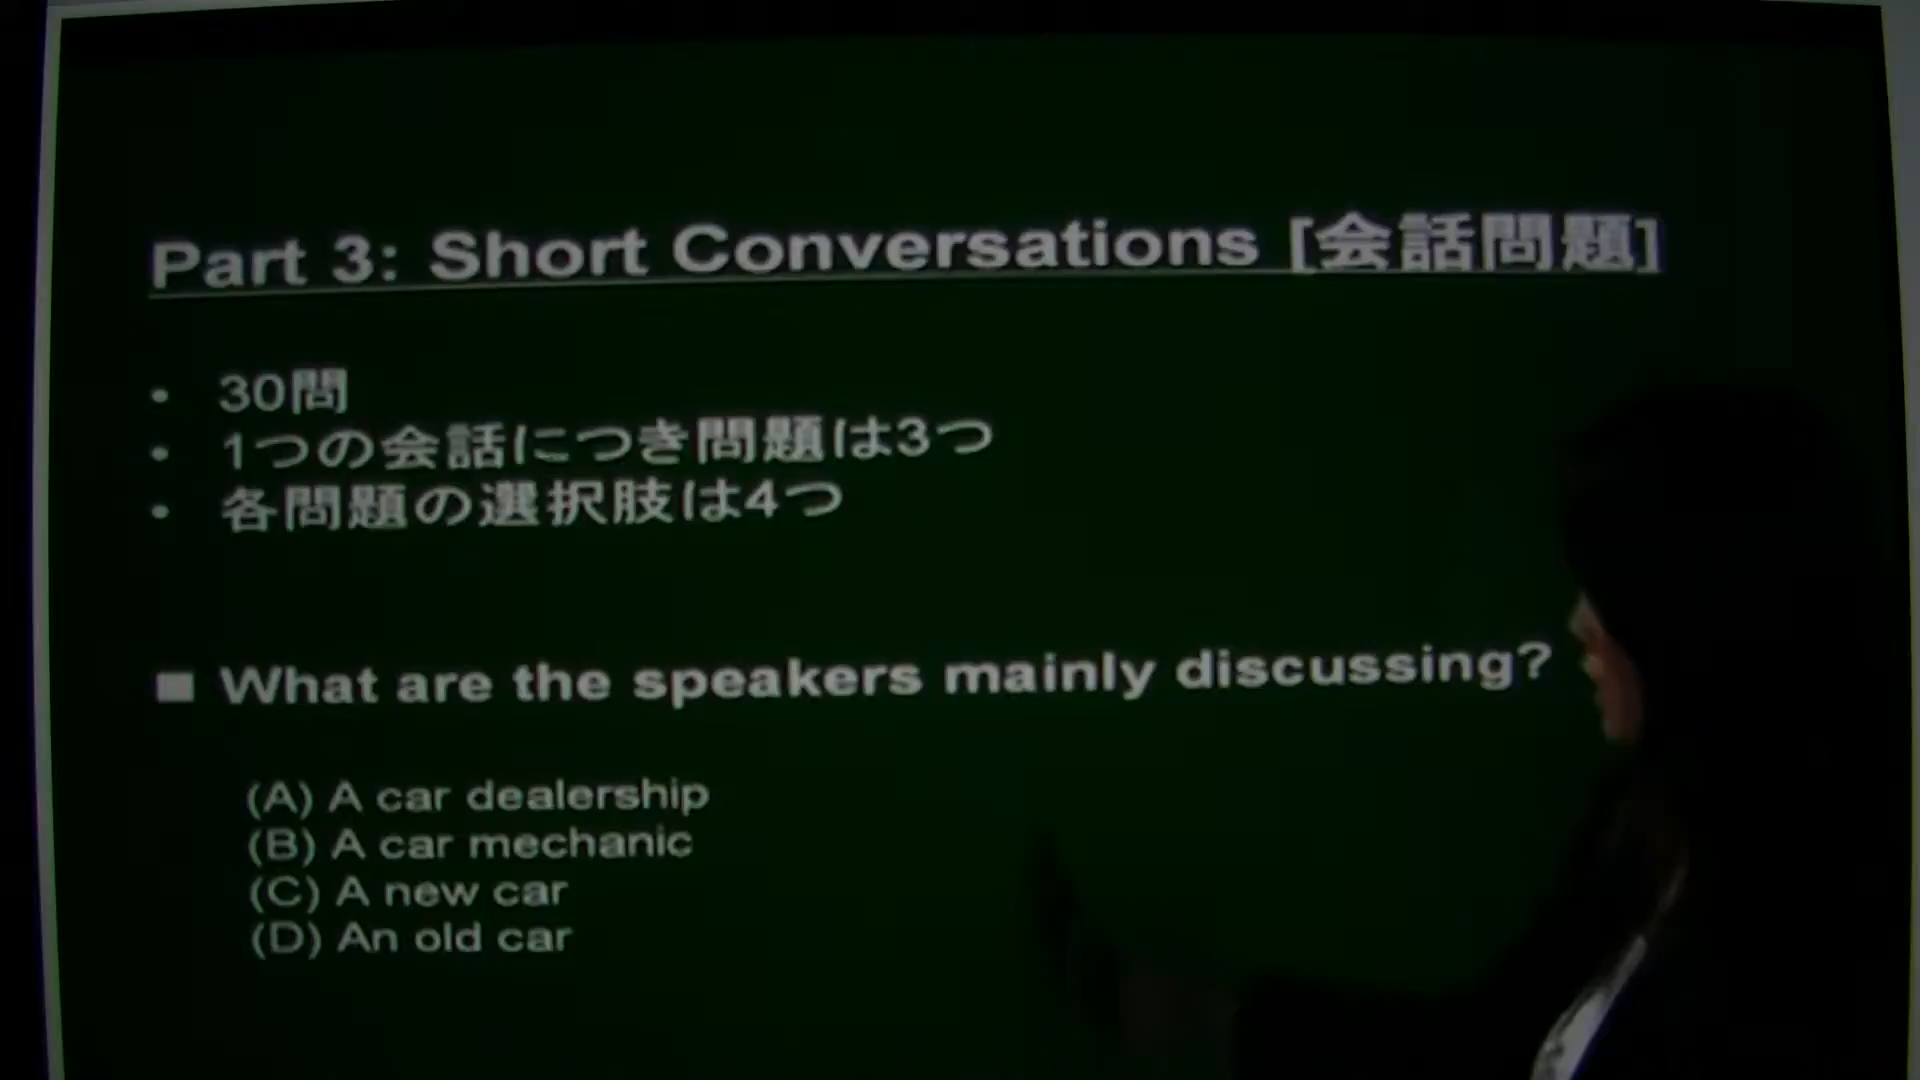 Part 3: Short Conversations [会話問題]
• 30問
• 1つの会話につき問題は3つ
• 各問題の選択肢は4つ
■ What are the speakers mainly discussing?
(A) A car dealership
(B) A car mechanic
(C) A new car
(D) An old car